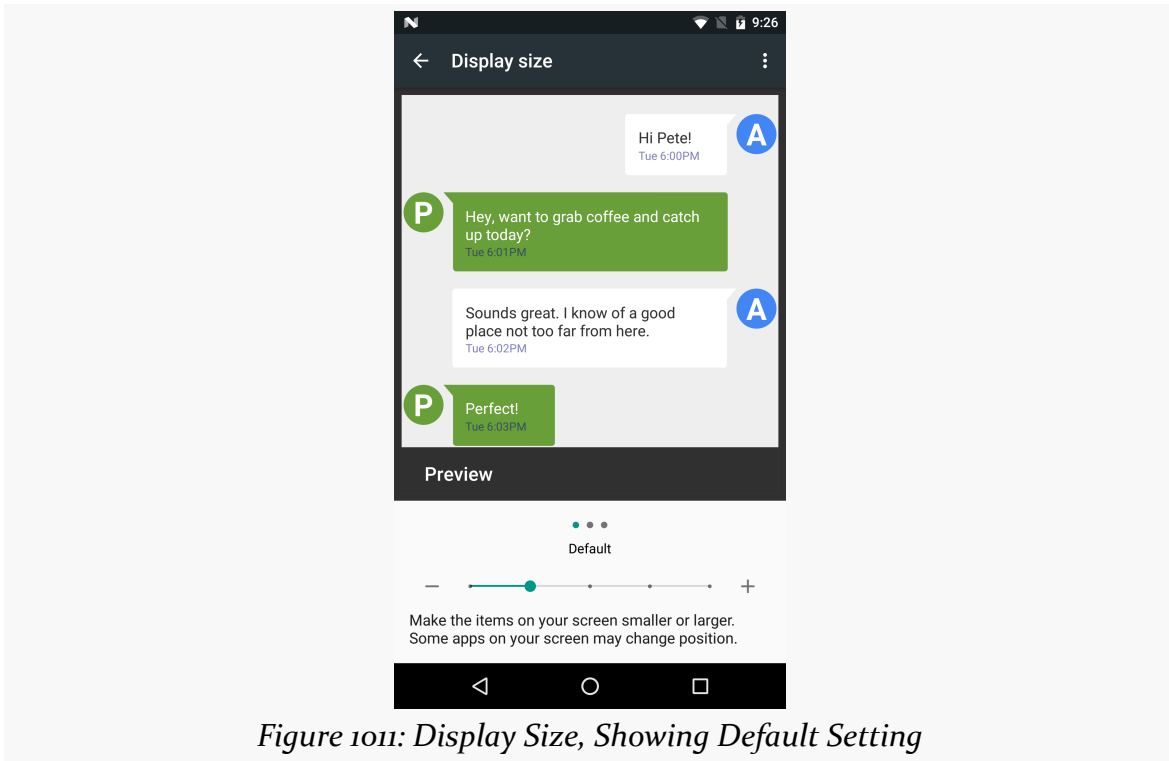 9:26
Display size
Hi Pete!
Tue 6:00PM
A
P
Hey, want to grab coffee and catch
up today?
Tue 6:01PM
Sounds great. I know of a good
place not too far from here.
Tue 6:02PM
A
P
Perfect!
Tue 6:03PM
Preview
Default
Make the items on your screen smaller or larger.
Some apps on your screen may change position.
Figure 1011: Display Size, Showing Default Setting